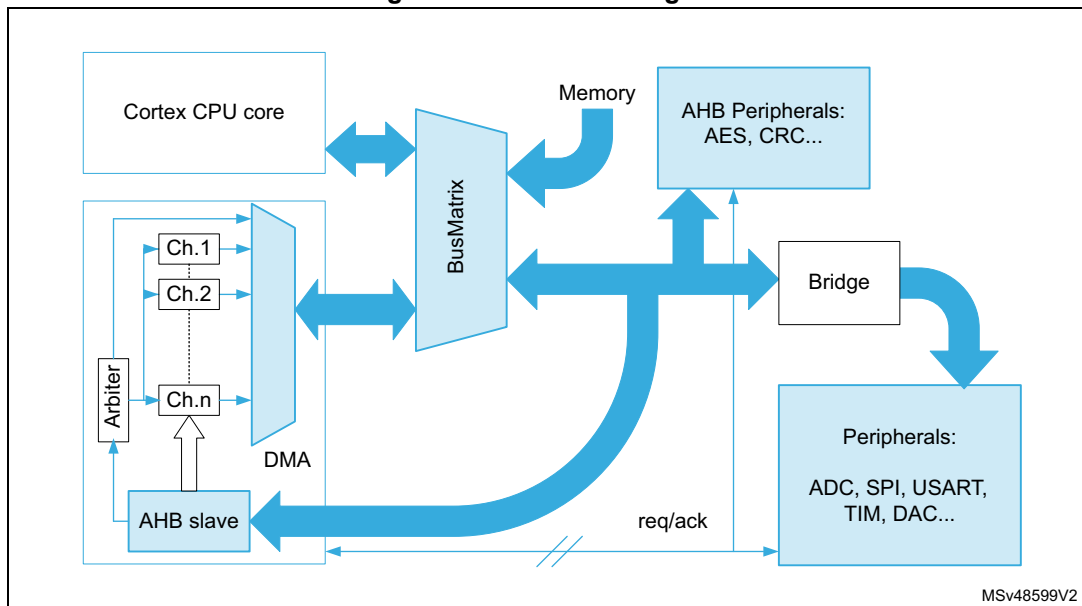 Cortex CPU core
Memory
AHB Peripherals:
AES, CRC...
BusMatrix
Ch.1
Ch.2
Bridge
Arbiter
Ch.n
DMA
Peripherals:
ADC, SPI, USART,
TIM, DAC...
AHB slave
req/ack
MSv48599V2